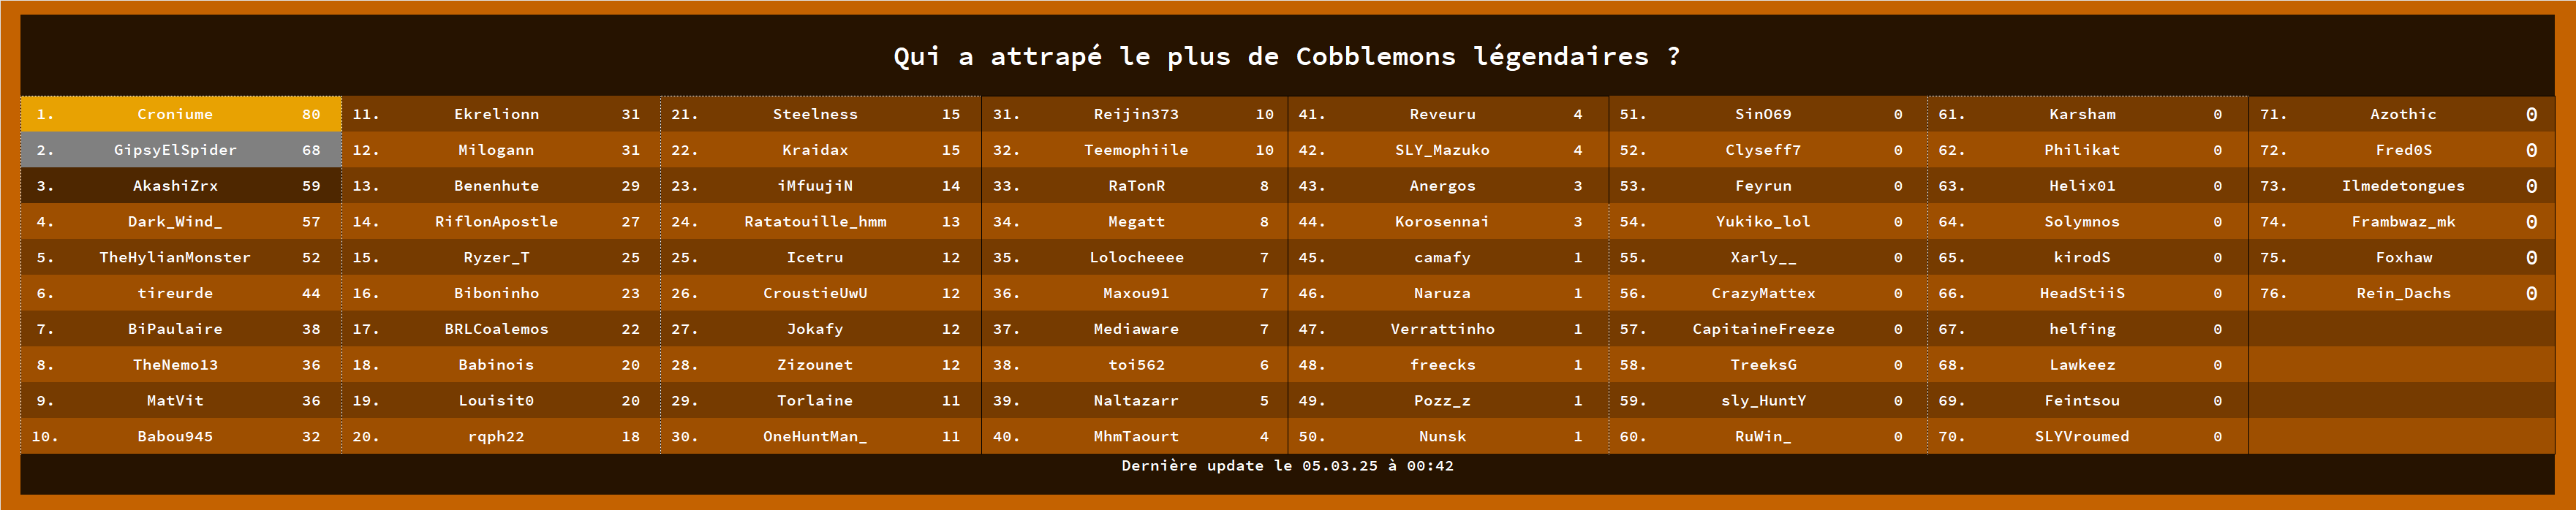 Qui a attrapé le plus de Cobblemons légendaires ?
1. Croniume 80
2. GipsyElSpider 68
3. AkashiZrx 59
4. Dark_Wind_ 57
5. TheHylianMonster 52
6. tireurde 44
7. BiPaulaire 38
8. TheNemo13 36
9. MatVit 36
10. Babou945 32
11. Ekrelionn 31
12. Milogann 31
13. Benenhute 29
14. RiflonApostle 27
15. Ryzer_T 25
16. Biboninho 23
17. BRLCoalemos 22
18. Babinois 20
19. Louisit0 20
20. rqph22 18
21. Steelness 15
22. Kraidax 15
23. iMfuujiN 14
24. Ratatouille_hmm 13
25. Icetru 12
26. CroustieUwU 12
27. Jokafy 12
28. Zizounet 12
29. Torlaine 11
30. OneHuntMan_ 11
31. Reijin373 10
32. Teemophiile 10
33. RaTonR 8
34. Megatt 8
35. Lolocheeee 7
36. Maxou91 7
37. Mediaware 7
38. toi562 6
39. Naltazarr 5
40. MhmTaourt 4
41. Reveuru 4
42. SLY_Mazuko 4
43. Anergos 3
44. Korosennai 3
45. camafy 1
46. Naruza 1
47. Verrattinho 1
48. freecks 1
49. Pozz_z 1
50. Nunsk 1
51. SinO69 0
52. Clyseff7 0
53. Feyrun 0
54. Yukiko_lol 0
55. Xarly__ 0
56. CrazyMattex 0
57. CapitaineFreeze 0
58. TreeksG 0
59. sly_HuntY 0
60. RuWin_ 0
61. Karsham 0
62. Philikat 0
63. Helix01 0
64. Solymnos 0
65. kirodS 0
66. HeadStiiS 0
67. helfing 0
68. Lawkeez 0
69. Feintsou 0
70. SLYVroumed 0
71. Azothic 0
72. Fred0S 0
73. Ilmedetongues 0
74. Frambwaz_mk 0
75. Foxhaw 0
76. Rein_Dachs 0
Dernière update le 05.03.25 à 00:42